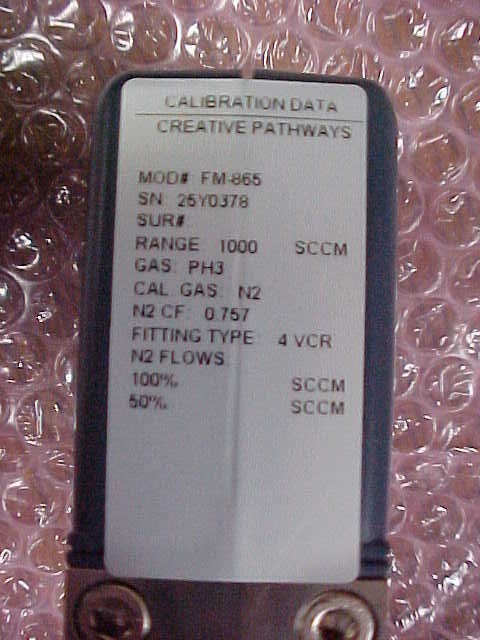 CALIBRATION DATA
CREATIVE PATHWAYS
MOD# FM-865
SN: 25Y0378
SUR#:
RANGE: 1000 SCCM
GAS: PH3
CAL. GAS: N2
N2 CF: 0.757
FITTING TYPE: 4 VCR
N2 FLOWS:
100% SCCM
50% SCCM